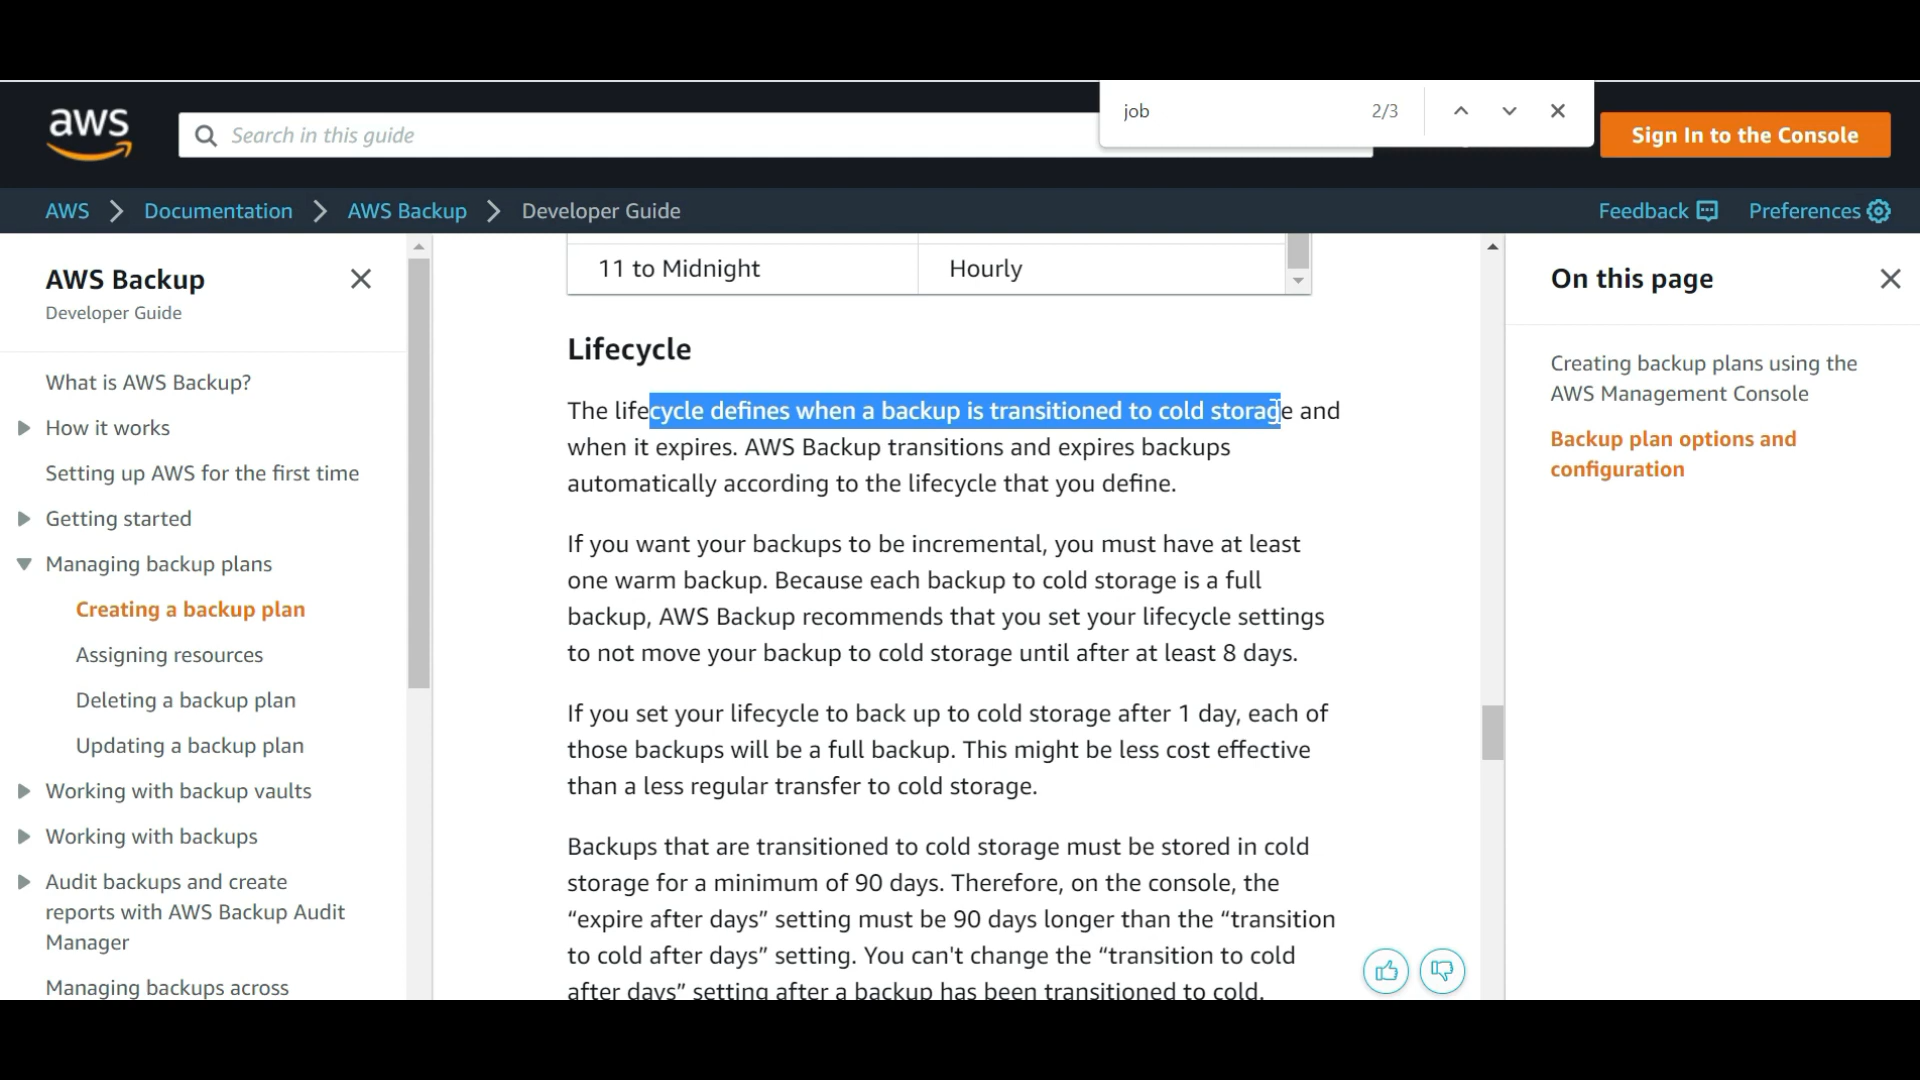 job 2/3
aws
Search in this guide
Sign In to the Console
AWS Documentation AWS Backup Developer Guide
Feedback Preferences
AWS Backup
Developer Guide
What is AWS Backup?
How it works
Setting up AWS for the first time
Getting started
Managing backup plans
Creating a backup plan
Assigning resources
Deleting a backup plan
Updating a backup plan
Working with backup vaults
Working with backups
Audit backups and create
reports with AWS Backup Audit
Manager
Managing backups across
11 to Midnight Hourly
Lifecycle
The lifecycle defines when a backup is transitioned to cold storage and
when it expires. AWS Backup transitions and expires backups
automatically according to the lifecycle that you define.
If you want your backups to be incremental, you must have at least
one warm backup. Because each backup to cold storage is a full
backup, AWS Backup recommends that you set your lifecycle settings
to not move your backup to cold storage until after at least 8 days.
If you set your lifecycle to back up to cold storage after 1 day, each of
those backups will be a full backup. This might be less cost effective
than a less regular transfer to cold storage.
Backups that are transitioned to cold storage must be stored in cold
storage for a minimum of 90 days. Therefore, on the console, the
“expire after days” setting must be 90 days longer than the “transition
to cold after days” setting. You can't change the “transition to cold
after days” setting after a backup has been transitioned to cold.
On this page
Creating backup plans using the
AWS Management Console
Backup plan options and
configuration